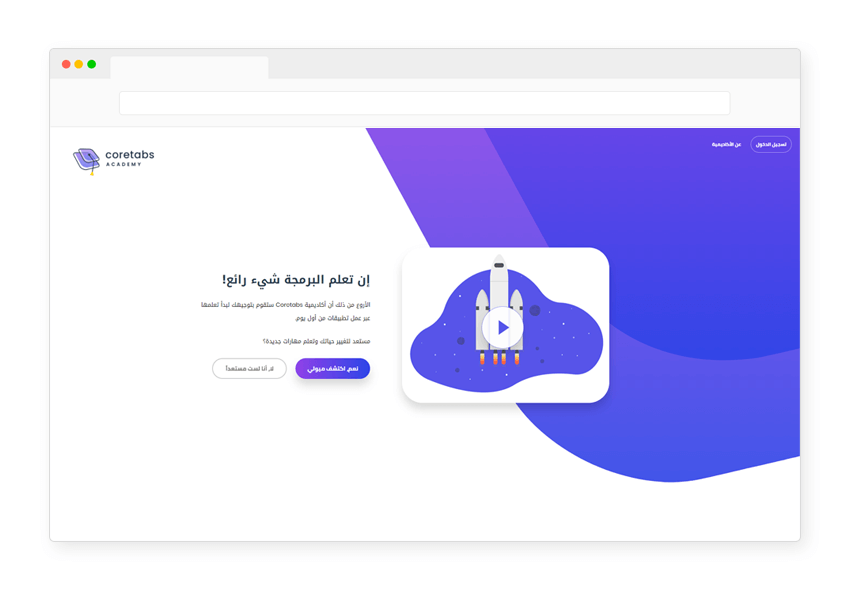 coretabs
ACADEMY
تسجيل الدخول
عن الأكاديمية
إن تعلم البرمجة شيء رائع!
الأروع من ذلك أن أكاديمية Coretabs ستقوم بتوجيهك لبدأ تعلمها
عبر عمل تطبيقات من أول يوم.
مستعد لتغيير حياتك وتعلم مهارات جديدة؟
نعم، اكتشف ميولي
لا، أنا لست مستعداً!